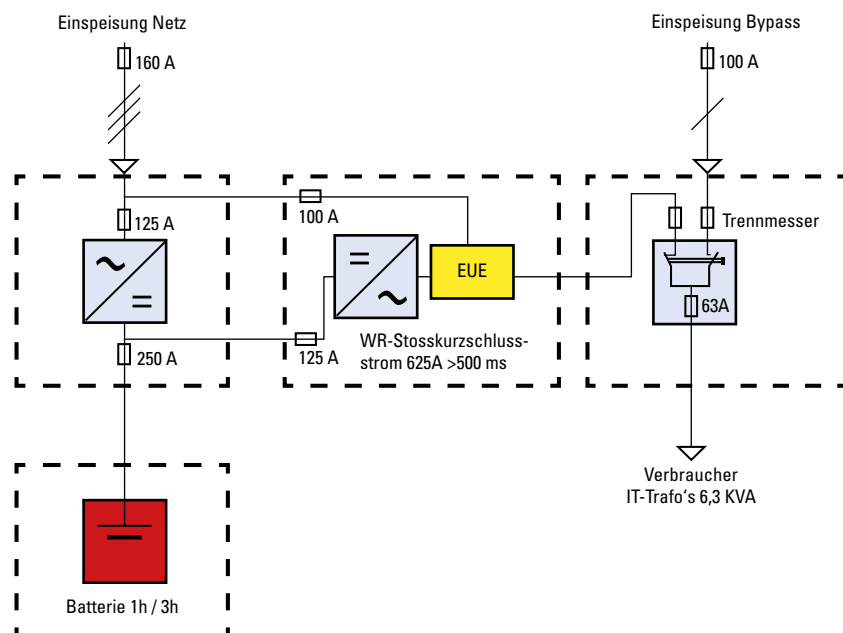 Einspeisung Netz
Einspeisung Bypass
160 A
100 A
125 A
100 A
Trennmesser
EUE
63A
250 A
125 A
WR-Stosskurzschluss-
strom 625A >500 ms
Verbraucher
IT-Trafo‘s 6,3 KVA
Batterie 1h / 3h